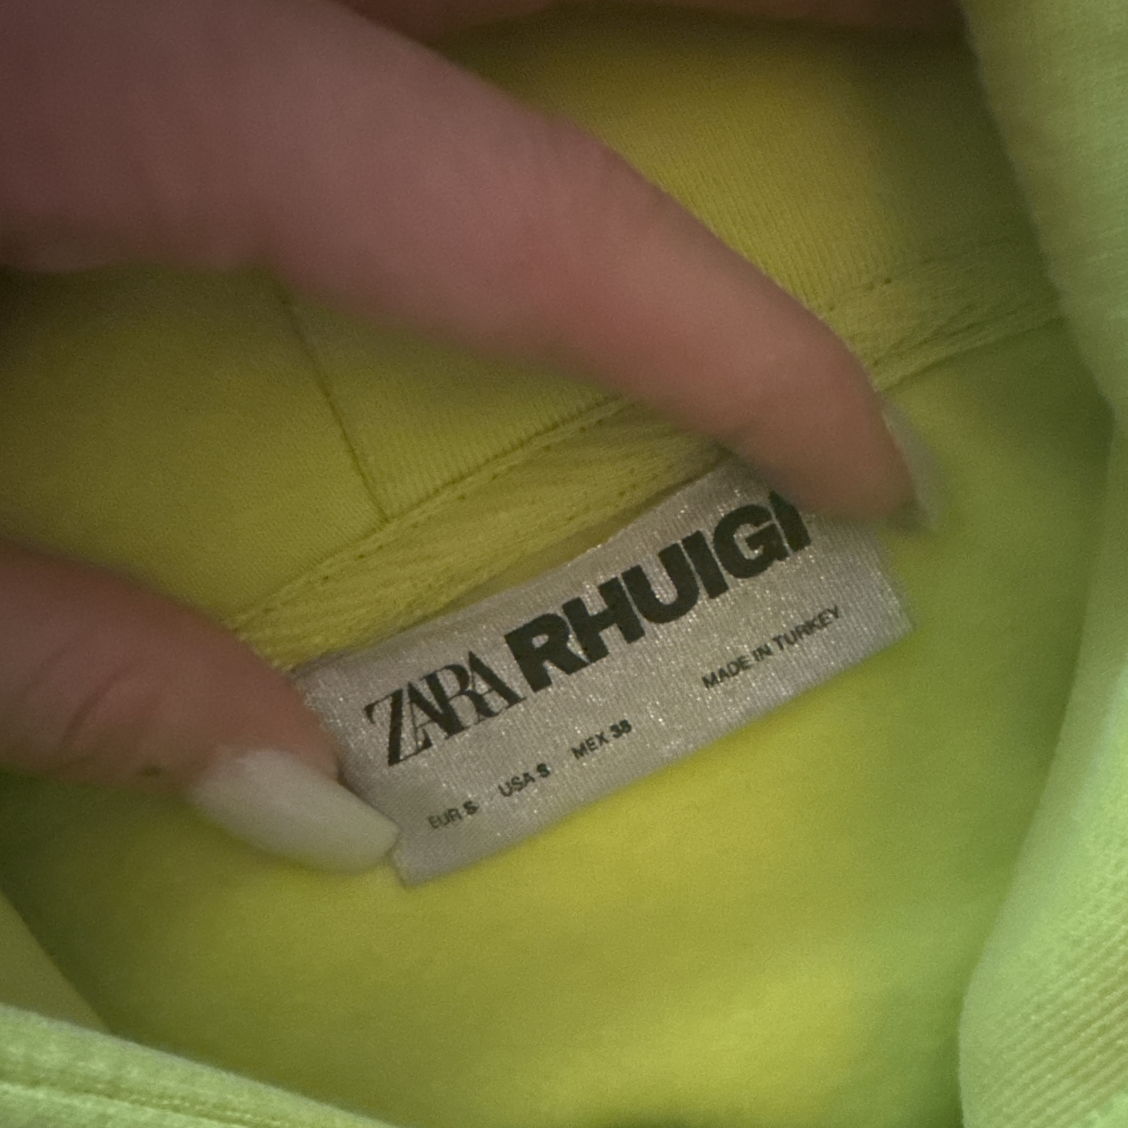 ZARA RHUIGI
MADE IN TURKEY
EUR S USA S MEX 38